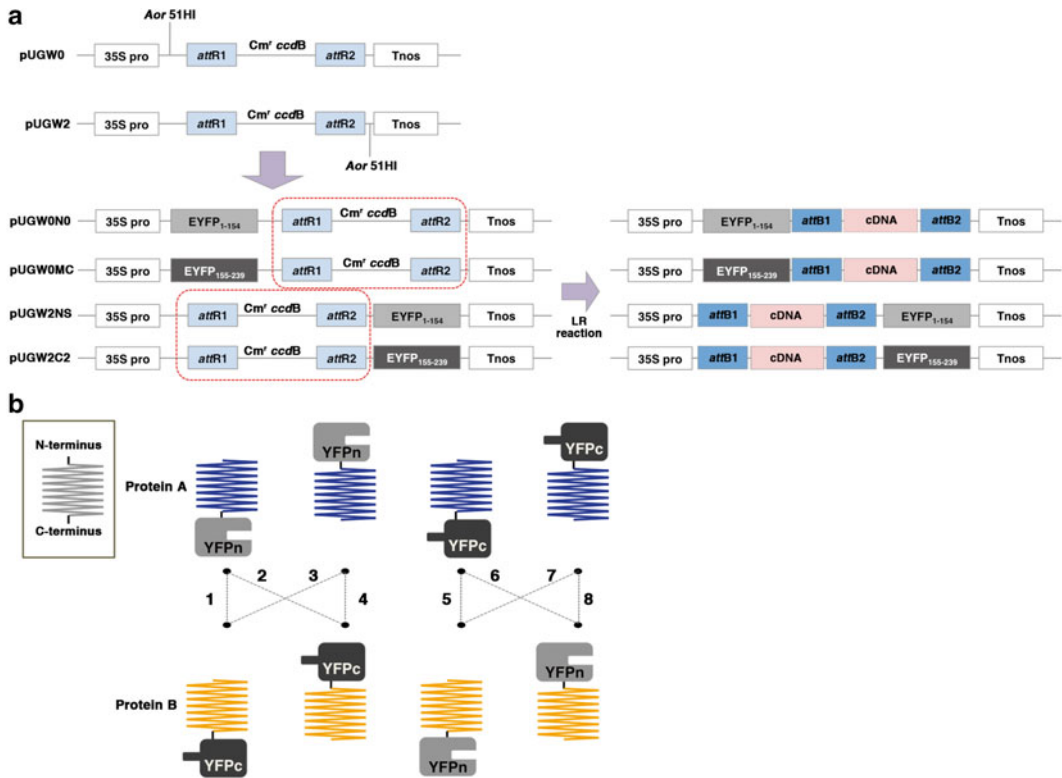 a
Aor 51HI
pUGW0 35S pro attR1 Cmʳ ccdB attR2 Tnos
pUGW2 35S pro attR1 Cmʳ ccdB attR2 Tnos
Aor 51HI
pUGW0N0 35S pro EYFP₁₋₁₅₄ attR1 Cmʳ ccdB attR2 Tnos
35S pro EYFP₁₋₁₅₄ attB1 cDNA attB2 Tnos
pUGW0MC 35S pro EYFP₁₅₅₋₂₃₉ attR1 Cmʳ ccdB attR2 Tnos
35S pro EYFP₁₅₅₋₂₃₉ attB1 cDNA attB2 Tnos
pUGW2NS 35S pro attR1 Cmʳ ccdB attR2 EYFP₁₋₁₅₄ Tnos
35S pro attB1 cDNA attB2 EYFP₁₋₁₅₄ Tnos
pUGW2C2 35S pro attR1 Cmʳ ccdB attR2 EYFP₁₅₅₋₂₃₉ Tnos
35S pro attB1 cDNA attB2 EYFP₁₅₅₋₂₃₉ Tnos
LR
reaction
b
N-terminus
C-terminus
Protein A
YFPn
YFPn
YFPc
YFPc
1 2 3 4 5 6 7 8
Protein B
YFPc
YFPc
YFPn
YFPn